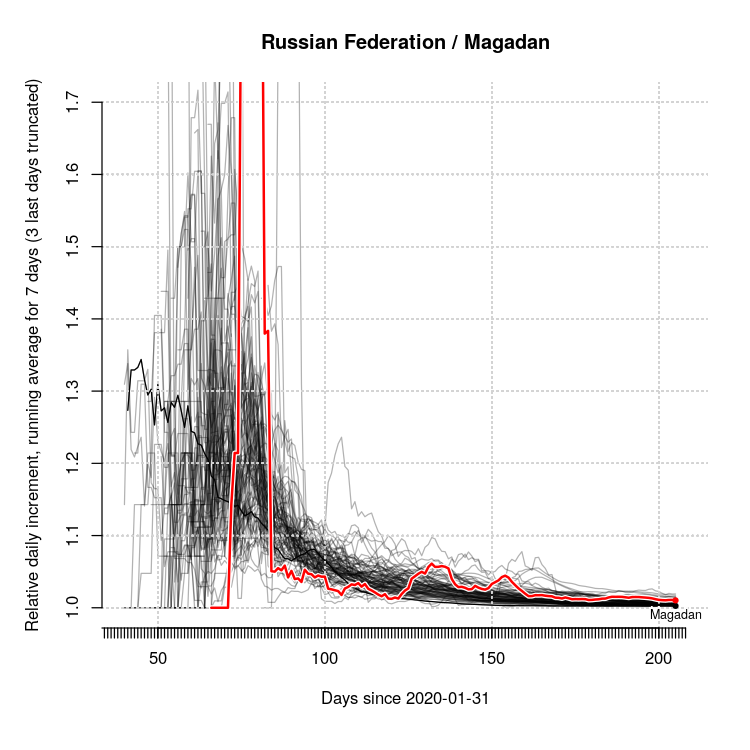 Russian Federation / Magadan
Relative daily increment, running average for 7 days (3 last days truncated)
1.7
1.6
1.5
1.4
1.3
1.2
1.1
1.0
Magadan
50 100 150 200
Days since 2020-01-31